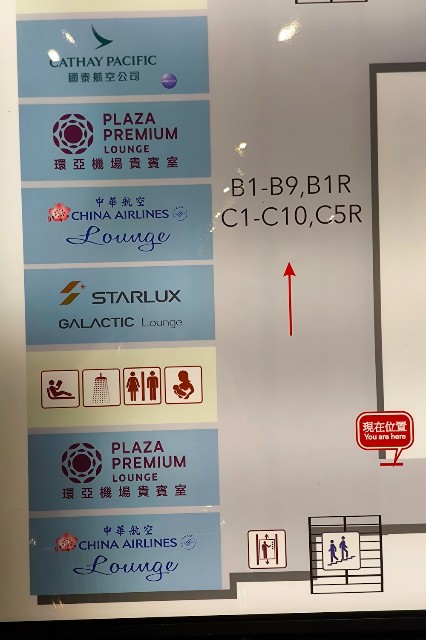 CATHAY PACIFIC
國泰航空公司
PLAZA
PREMIUM
LOUNGE
環亞機場貴賓室
中華航空
CHINA AIRLINES
Lounge
STARLUX
GALACTIC Lounge
B1-B9,B1R
C1-C10,C5R
現在位置
You are here
PLAZA
PREMIUM
LOUNGE
環亞機場貴賓室
中華航空
CHINA AIRLINES
Lounge